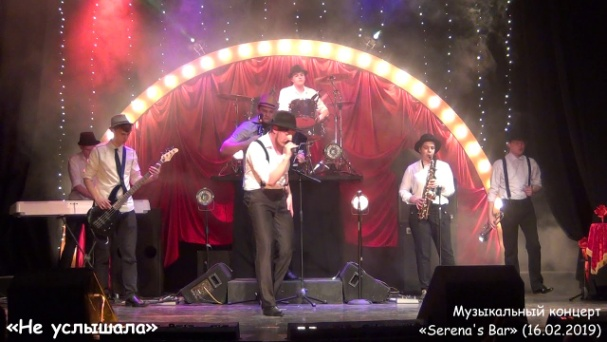 «Не услышала»
Музыкальный концерт
«Serena's Bar» (16.02.2019)